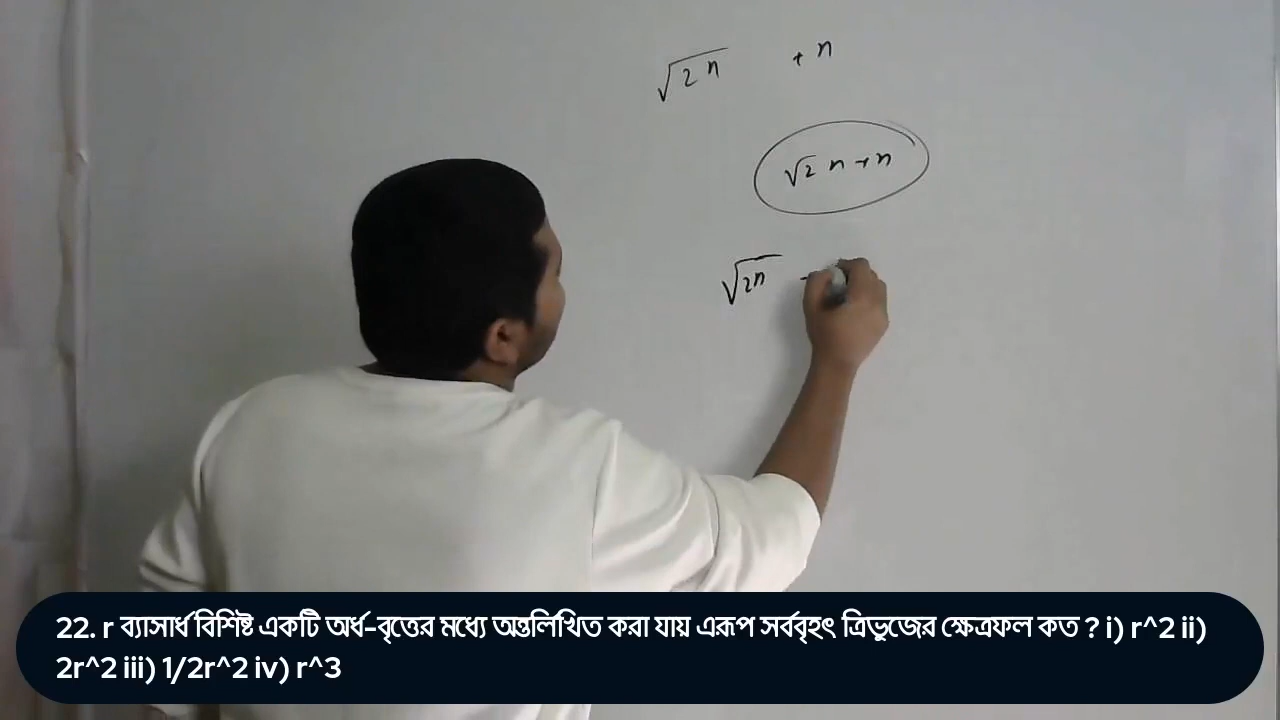 √2n + n
√2 n + n
√2n -
22. r ব্যাসার্ধ বিশিষ্ট একটি অর্ধ-বৃত্তের মধ্যে অন্তর্লিখিত করা যায় এরূপ সর্ববৃহৎ ত্রিভুজের ক্ষেত্রফল কত ? i) r^2 ii)
2r^2 iii) 1/2r^2 iv) r^3